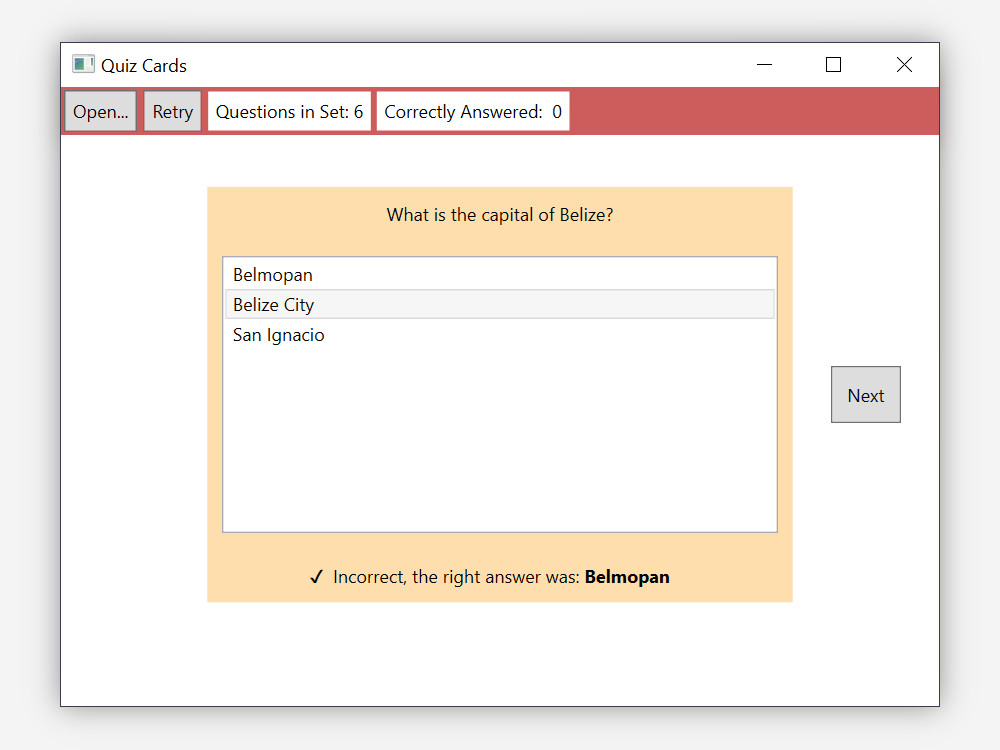 Quiz Cards
Open... Retry Questions in Set: 6 Correctly Answered: 0
What is the capital of Belize?
Belmopan
Belize City
San Ignacio
Next
✓ Incorrect, the right answer was: Belmopan